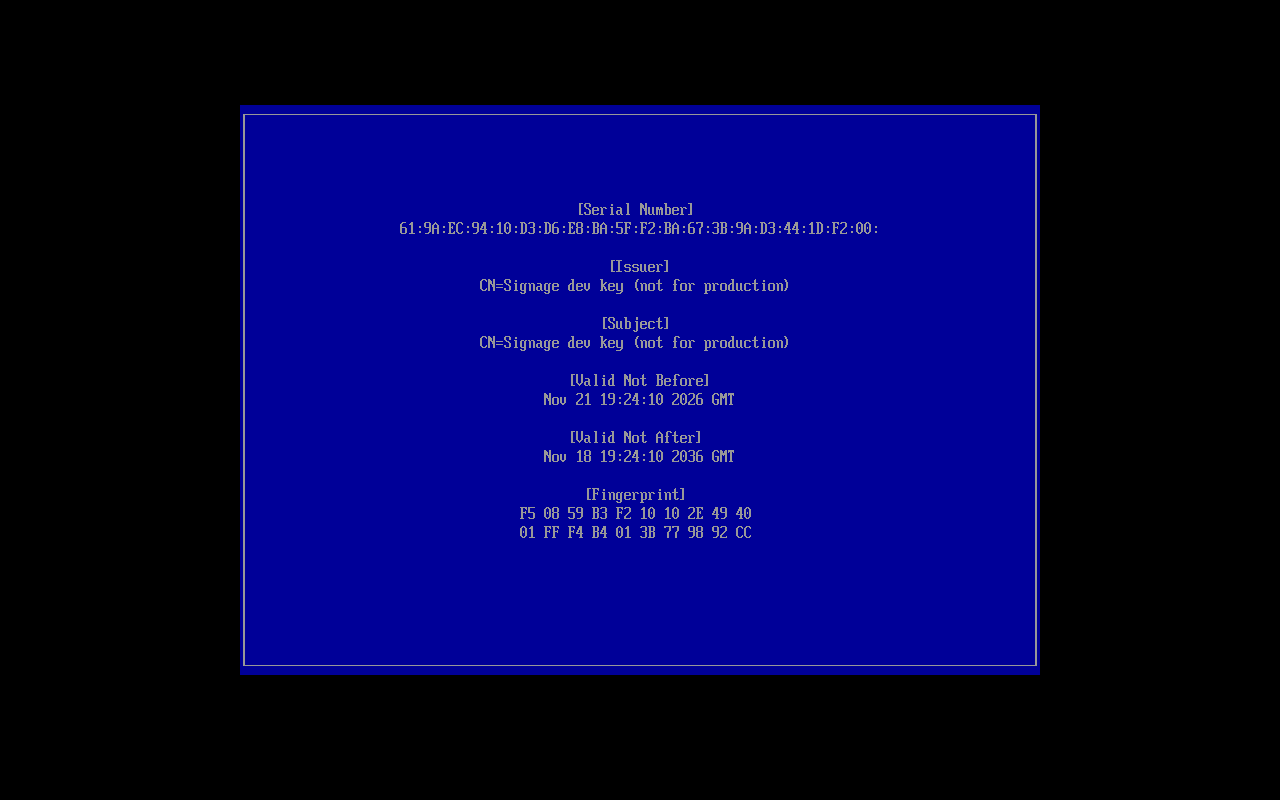 [Serial Number]
61:9A:EC:94:10:D3:D6:E8:BA:5F:F2:BA:67:3B:9A:D3:44:1D:F2:00:
[Issuer]
CN=Signage dev key (not for production)
[Subject]
CN=Signage dev key (not for production)
[Valid Not Before]
Nov 21 19:24:10 2026 GMT
[Valid Not After]
Nov 18 19:24:10 2036 GMT
[Fingerprint]
F5 08 59 B3 F2 10 10 2E 49 40
01 FF F4 B4 01 3B 77 98 92 CC